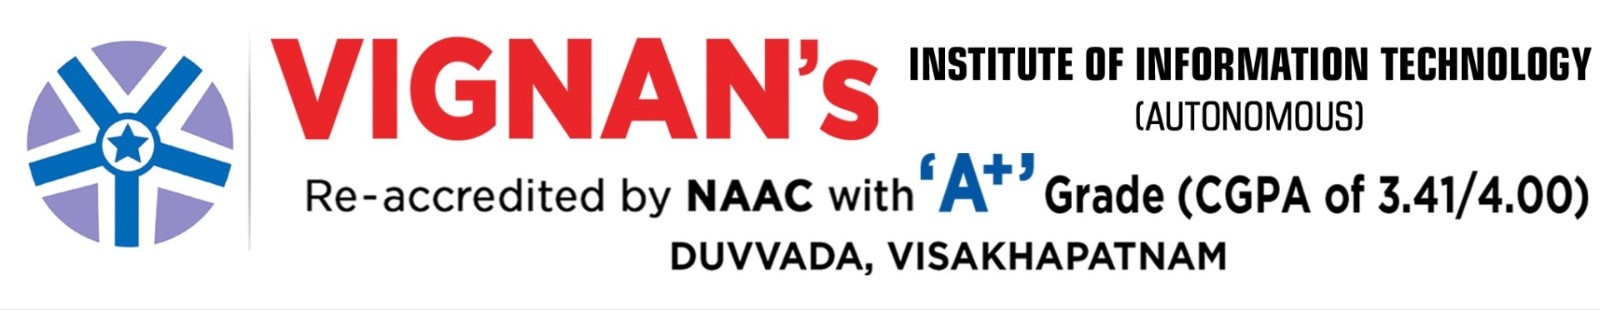 VIGNAN's INSTITUTE OF INFORMATION TECHNOLOGY
(AUTONOMOUS)
Re-accredited by NAAC with 'A+' Grade (CGPA of 3.41/4.00)
DUVVADA, VISAKHAPATNAM